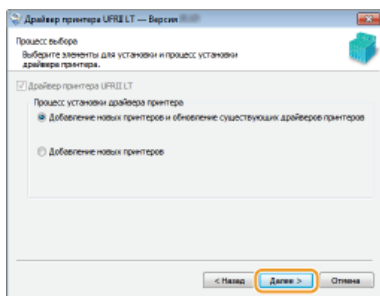 Драйвер принтера UFRII LT — Версия
Процесс выбора
Выберите элементы для установки и процесс установки
драйвера принтера.
Драйвер принтера UFRII LT
Процесс установки драйвера принтера
Добавление новых принтеров и обновление существующих драйверов принтеров
Добавление новых принтеров
< Назад
Далее >
Отмена